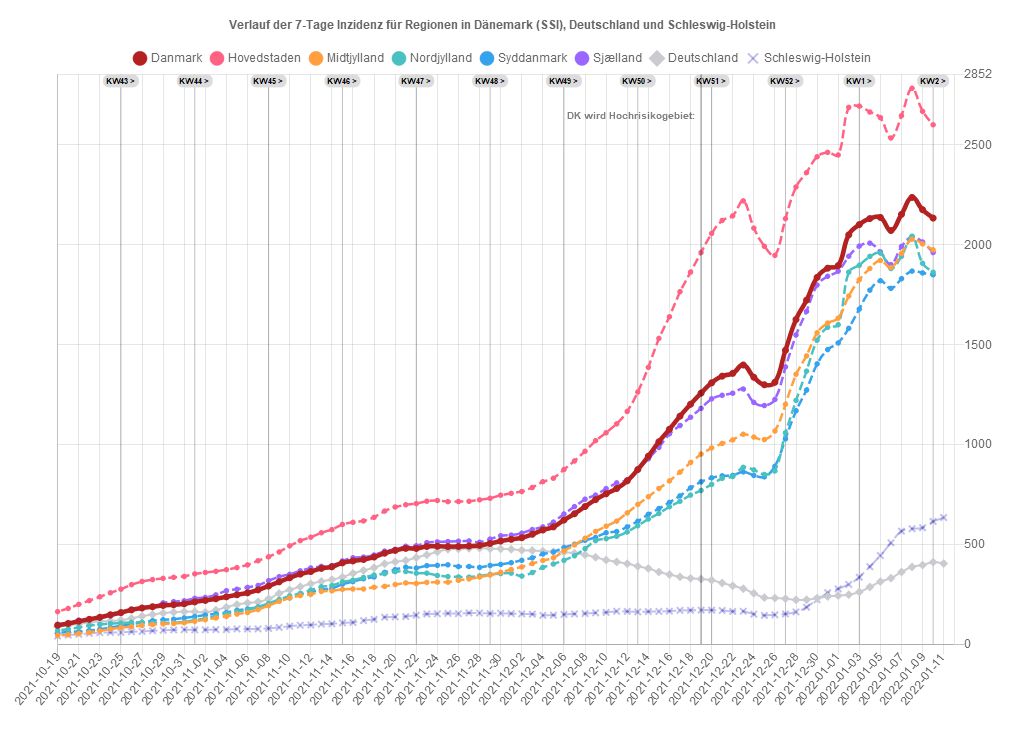 Verlauf der 7-Tage Inzidenz für Regionen in Dänemark (SSI), Deutschland und Schleswig-Holstein
Danmark Hovedstaden Midtjylland Nordjylland Syddanmark Sjælland Deutschland Schleswig-Holstein
KW43 > KW44 > KW45 > KW46 > KW47 > KW48 > KW49 > KW50 > KW51 > KW52 > KW1 > KW2 >
DK wird Hochrisikogebiet:
2852
2500
2000
1500
1000
500
0
2021-10-19 2021-10-21 2021-10-23 2021-10-25 2021-10-27 2021-10-29 2021-10-31 2021-11-02 2021-11-04 2021-11-06 2021-11-08 2021-11-10 2021-11-12 2021-11-14 2021-11-16 2021-11-18 2021-11-20 2021-11-22 2021-11-24 2021-11-26 2021-11-28 2021-11-30 2021-12-02 2021-12-04 2021-12-06 2021-12-08 2021-12-10 2021-12-12 2021-12-14 2021-12-16 2021-12-18 2021-12-20 2021-12-22 2021-12-24 2021-12-26 2021-12-28 2021-12-30 2022-01-01 2022-01-03 2022-01-05 2022-01-07 2022-01-09 2022-01-11